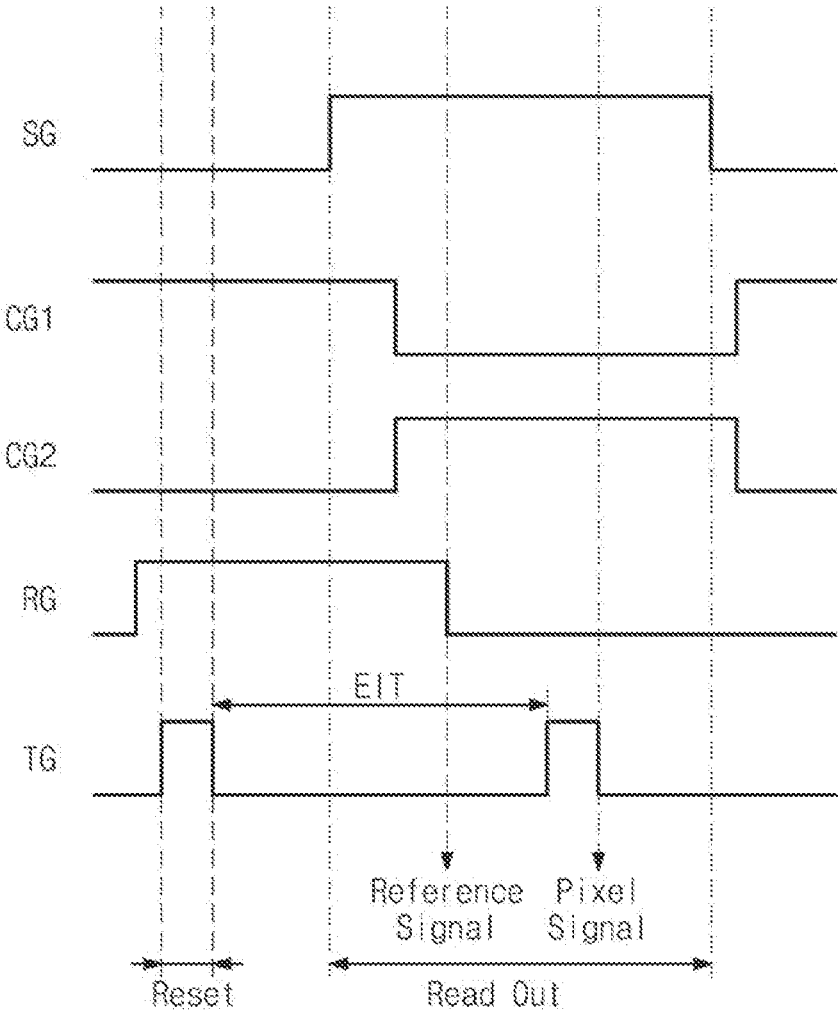 SG
CG1
CG2
RG
EIT
TG
Reference
Signal
Pixel
Signal
Reset
Read Out